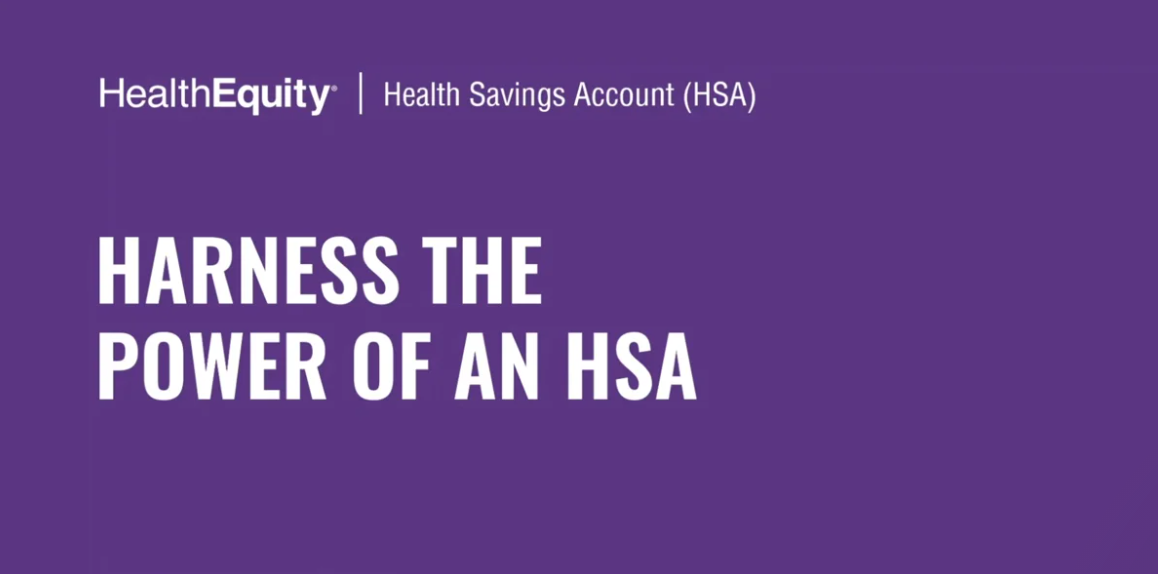 HealthEquity® | Health Savings Account (HSA)
HARNESS THE
POWER OF AN HSA